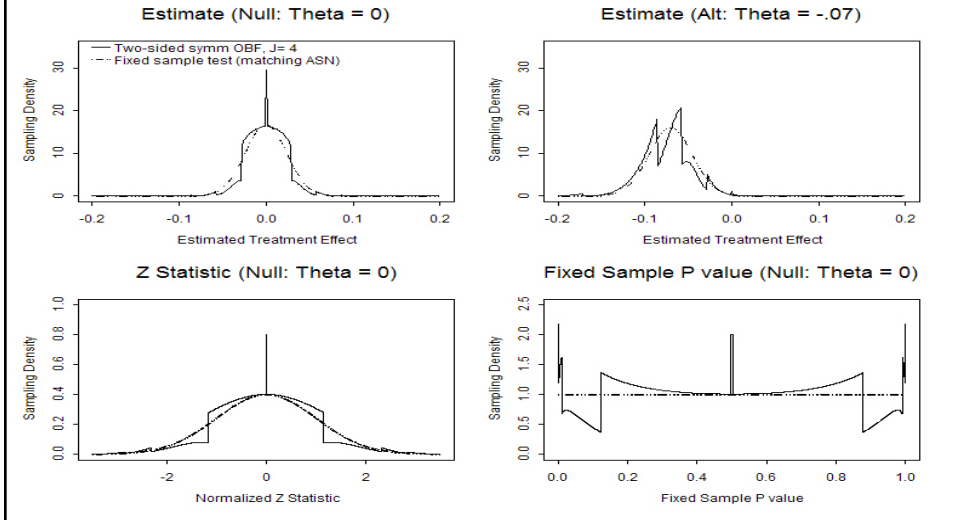 Estimate (Null: Theta = 0)
Two-sided symm OBF, J= 4
Fixed sample test (matching ASN)
Sampling Density
0 10 20 30
-0.2 -0.1 0.0 0.1 0.2
Estimated Treatment Effect
Estimate (Alt: Theta = -.07)
Sampling Density
0 10 20 30
-0.2 -0.1 0.0 0.1 0.2
Estimated Treatment Effect
Z Statistic (Null: Theta = 0)
Sampling Density
0.0 0.2 0.4 0.6 0.8 1.0
-2 0 2
Normalized Z Statistic
Fixed Sample P value (Null: Theta = 0)
Sampling Density
0.0 0.5 1.0 1.5 2.0 2.5
0.0 0.2 0.4 0.6 0.8 1.0
Fixed Sample P value